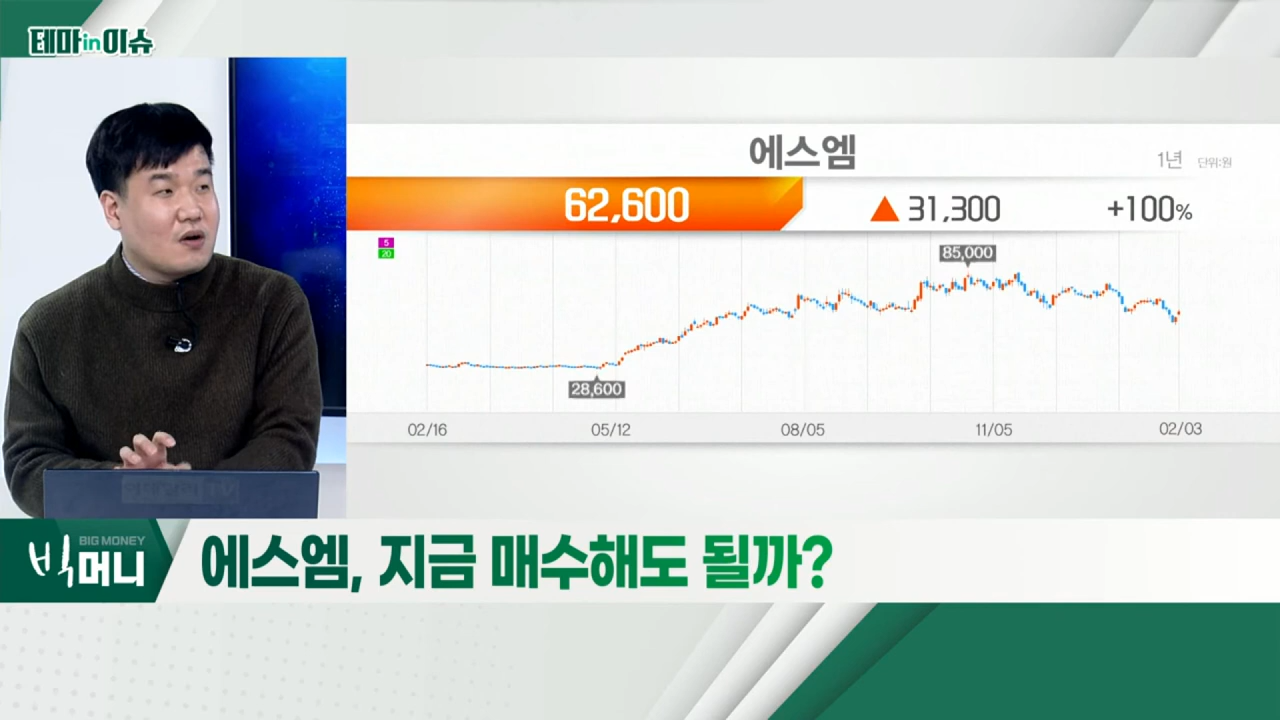 테마in이슈
에스엠
1년 단위:원
62,600 ▲ 31,300 +100%
5
20
85,000
28,600
02/16 05/12 08/05 11/05 02/03
BIG MONEY
빅머니
에스엠, 지금 매수해도 될까?